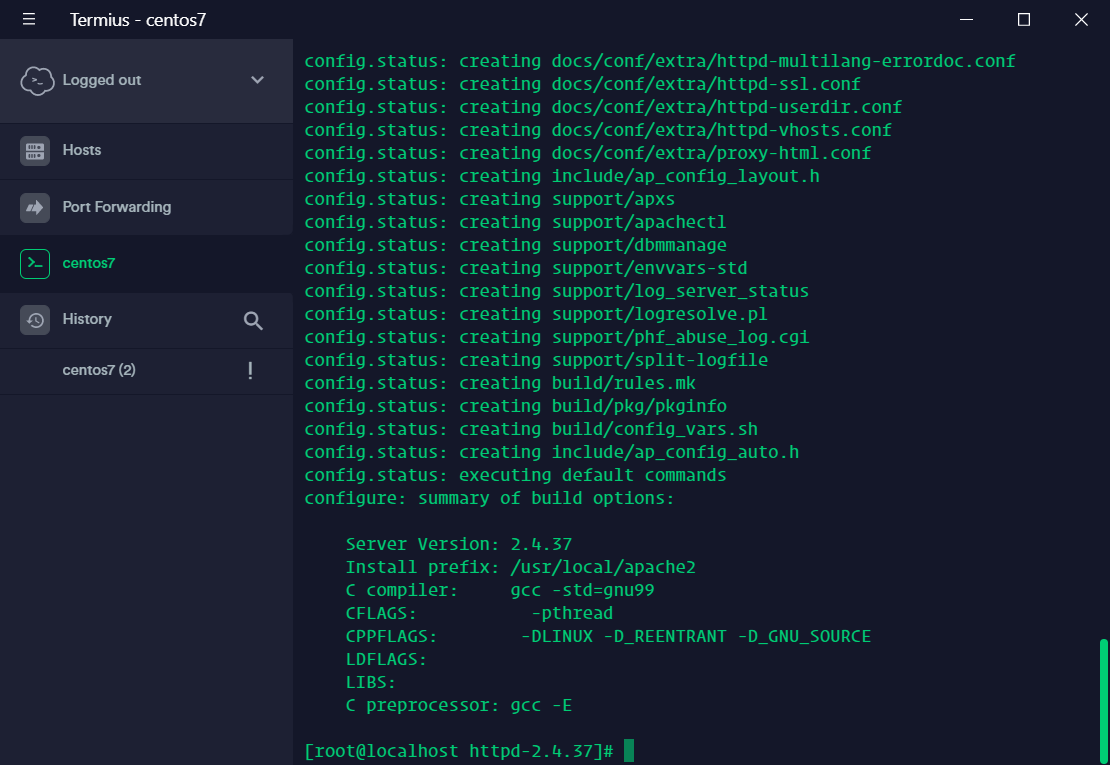 Termius - centos7
Logged out
Hosts
Port Forwarding
centos7
History
centos7 (2)
config.status: creating docs/conf/extra/httpd-multilang-errordoc.conf
config.status: creating docs/conf/extra/httpd-ssl.conf
config.status: creating docs/conf/extra/httpd-userdir.conf
config.status: creating docs/conf/extra/httpd-vhosts.conf
config.status: creating docs/conf/extra/proxy-html.conf
config.status: creating include/ap_config_layout.h
config.status: creating support/apxs
config.status: creating support/apachectl
config.status: creating support/dbmmanage
config.status: creating support/envvars-std
config.status: creating support/log_server_status
config.status: creating support/logresolve.pl
config.status: creating support/phf_abuse_log.cgi
config.status: creating support/split-logfile
config.status: creating build/rules.mk
config.status: creating build/pkg/pkginfo
config.status: creating build/config_vars.sh
config.status: creating include/ap_config_auto.h
config.status: executing default commands
configure: summary of build options:
Server Version: 2.4.37
Install prefix: /usr/local/apache2
C compiler: gcc -std=gnu99
CFLAGS: -pthread
CPPFLAGS: -DLINUX -D_REENTRANT -D_GNU_SOURCE
LDFLAGS:
LIBS:
C preprocessor: gcc -E
[root@localhost httpd-2.4.37]#